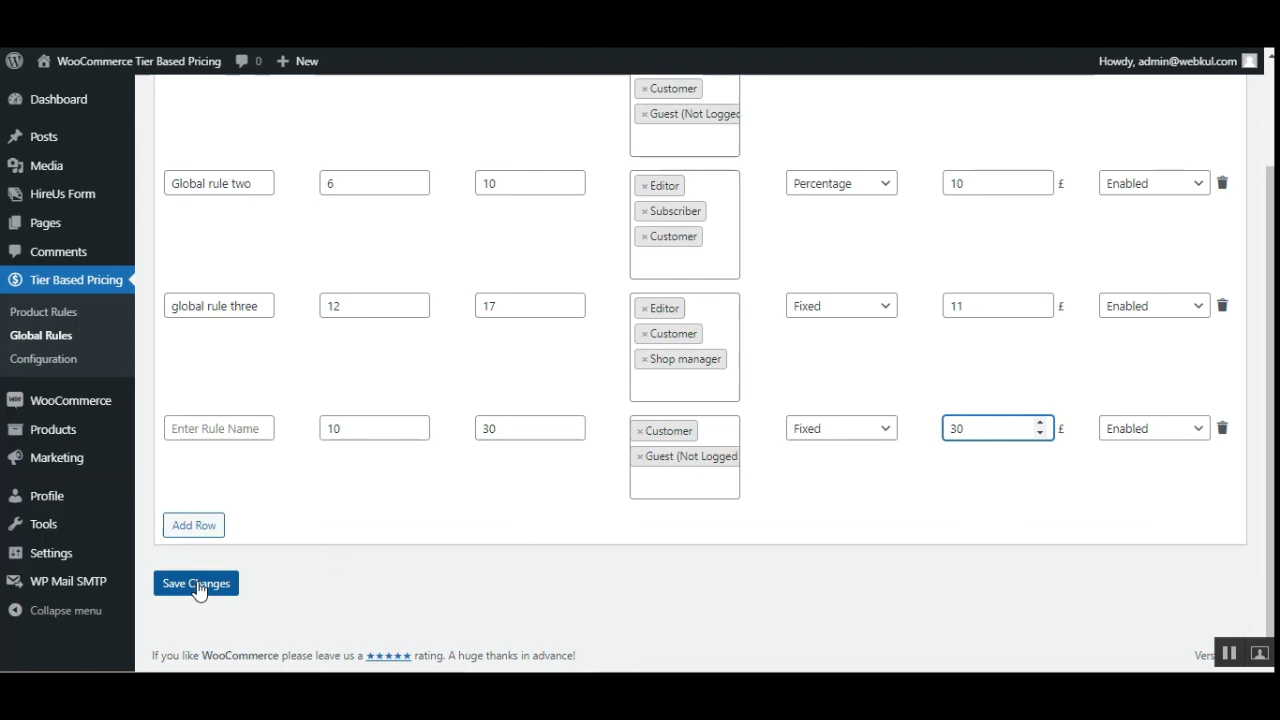 WooCommerce Tier Based Pricing 0 New Howdy, admin@webkul.com
Dashboard
Posts
Media
HireUs Form
Pages
Comments
Tier Based Pricing
Product Rules
Global Rules
Configuration
WooCommerce
Products
Marketing
Profile
Tools
Settings
WP Mail SMTP
Collapse menu
× Customer
× Guest (Not Logged
Global rule two 6 10 × Editor Percentage 10 £ Enabled
× Subscriber
× Customer
global rule three 12 17 × Editor Fixed 11 £ Enabled
× Customer
× Shop manager
Enter Rule Name 10 30 × Customer Fixed 30 £ Enabled
× Guest (Not Logged
Add Row
Save Changes
If you like WooCommerce please leave us a ★★★★★ rating. A huge thanks in advance!